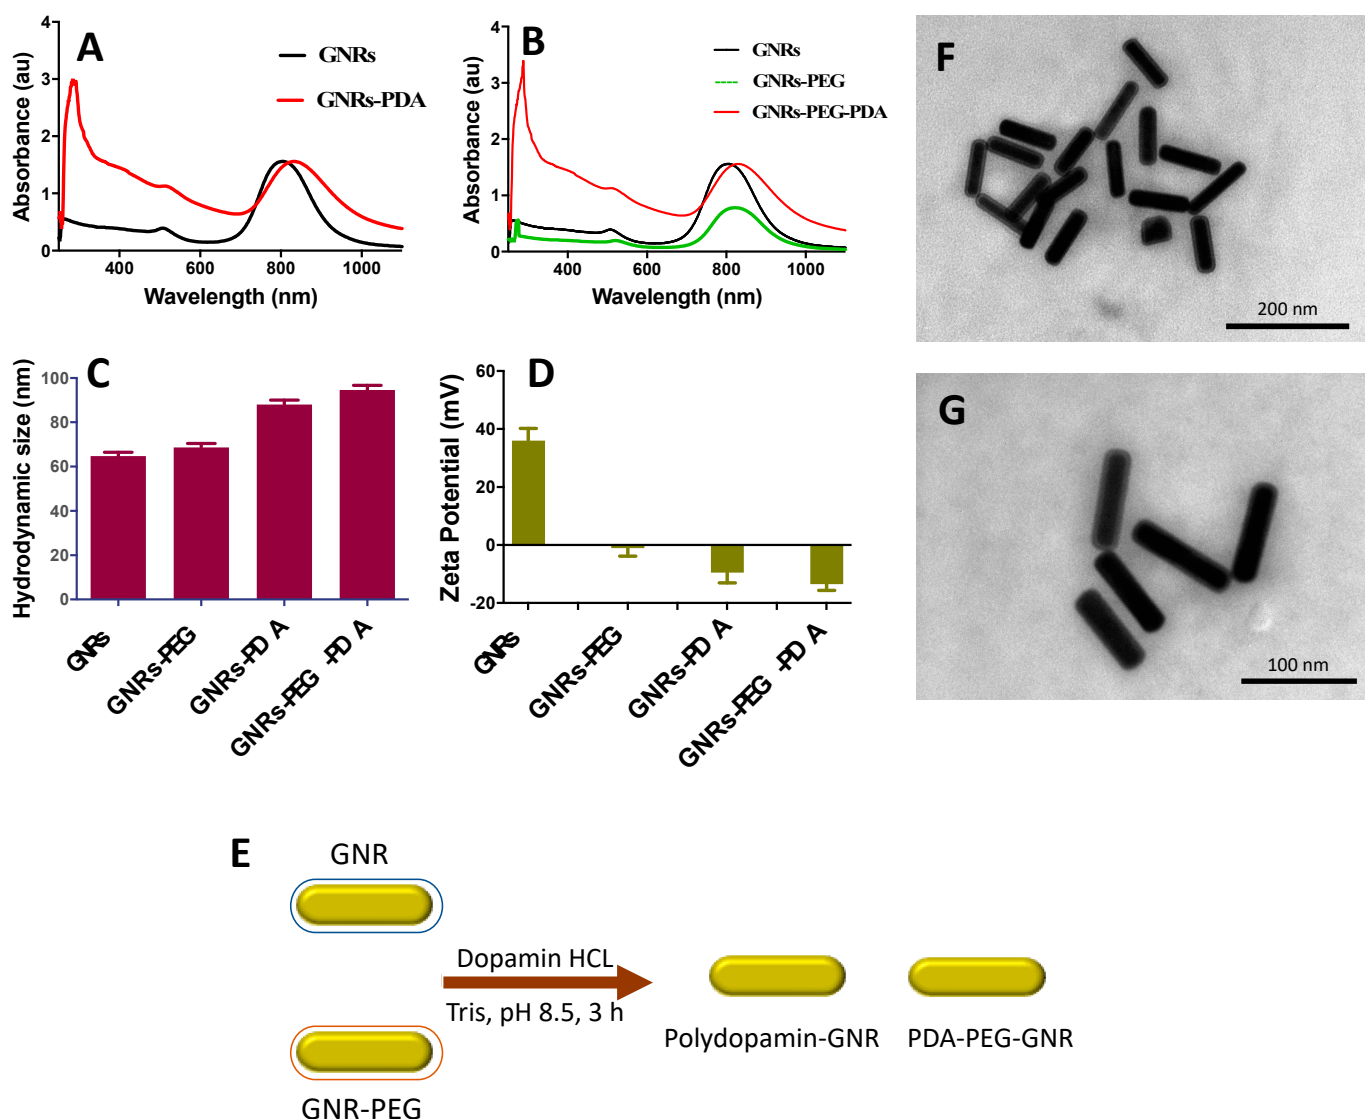 A
GNRs
GNRs-PDA
Absorbance (au)
4
3
2
1
0
400
600
800
1000
Wavelength (nm)
B
GNRs
GNRs-PEG
GNRs-PEG-PDA
Absorbance (au)
4
3
2
1
0
400
600
800
1000
Wavelength (nm)
F
200 nm
C
Hydrodynamic size (nm)
100
80
60
40
20
0
GNRs
GNRs-PEG
GNRs-PD A
GNRs-PEG -PD A
D
Zeta Potential (mV)
60
40
20
0
-20
GNRs
GNRs-PEG
GNRs-PD A
GNRs-PEG -PD A
G
100 nm
E
GNR
GNR-PEG
Dopamin HCL
Tris, pH 8.5, 3 h
Polydopamin-GNR
PDA-PEG-GNR